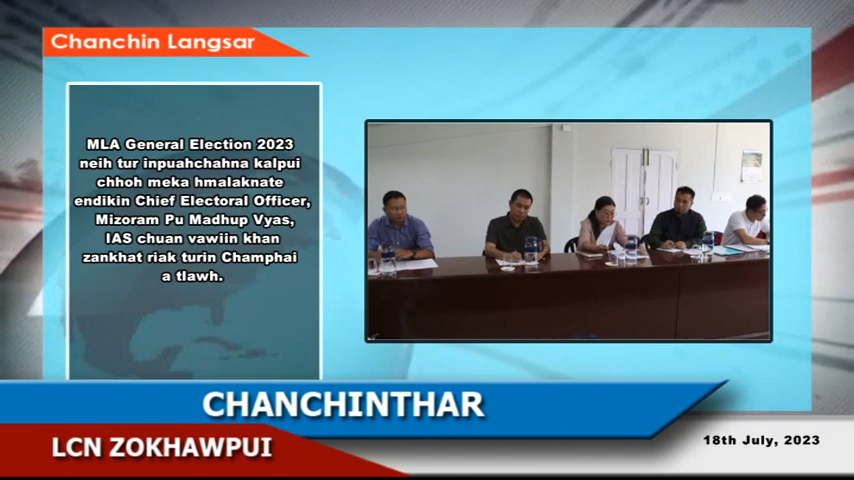 Chanchin Langsar
MLA General Election 2023
neih tur inpuahchahna kalpui
chhoh meka hmalaknate
endikin Chief Electoral Officer,
Mizoram Pu Madhup Vyas,
IAS chuan vawiin khan
zankhat riak turin Champhai
a tlawh.
CHANCHINTHAR
LCN ZOKHAWPUI
18th July, 2023